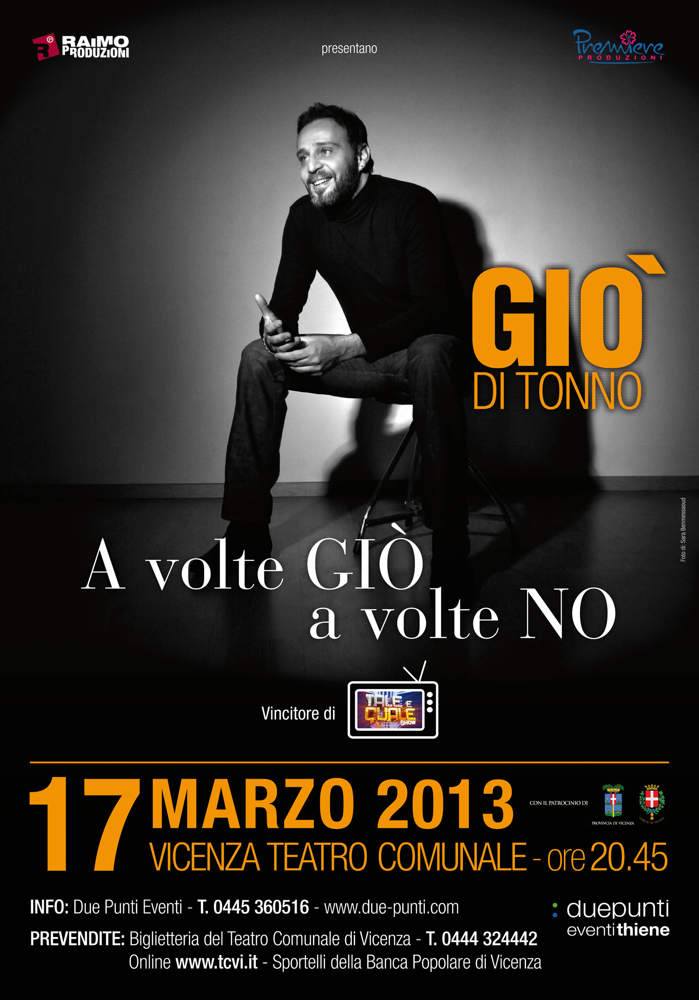 RAiMO
PRODUZiONi
presentano
Premiere
PRODUZIONI
GIO`
DI TONNO
Foto di: Sara Benmessaoud
A volte GIÒ
a volte NO
Vincitore di
TALE E
QUALE
SHOW
17 MARZO 2013
CON IL PATROCINIO DI
PROVINCIA DI VICENZA
COMUNE DI VICENZA
VICENZA TEATRO COMUNALE - ore 20.45
INFO: Due Punti Eventi - T. 0445 360516 - www.due-punti.com
: duepunti
eventithiene
PREVENDITE: Biglietteria del Teatro Comunale di Vicenza - T. 0444 324442
Online www.tcvi.it - Sportelli della Banca Popolare di Vicenza